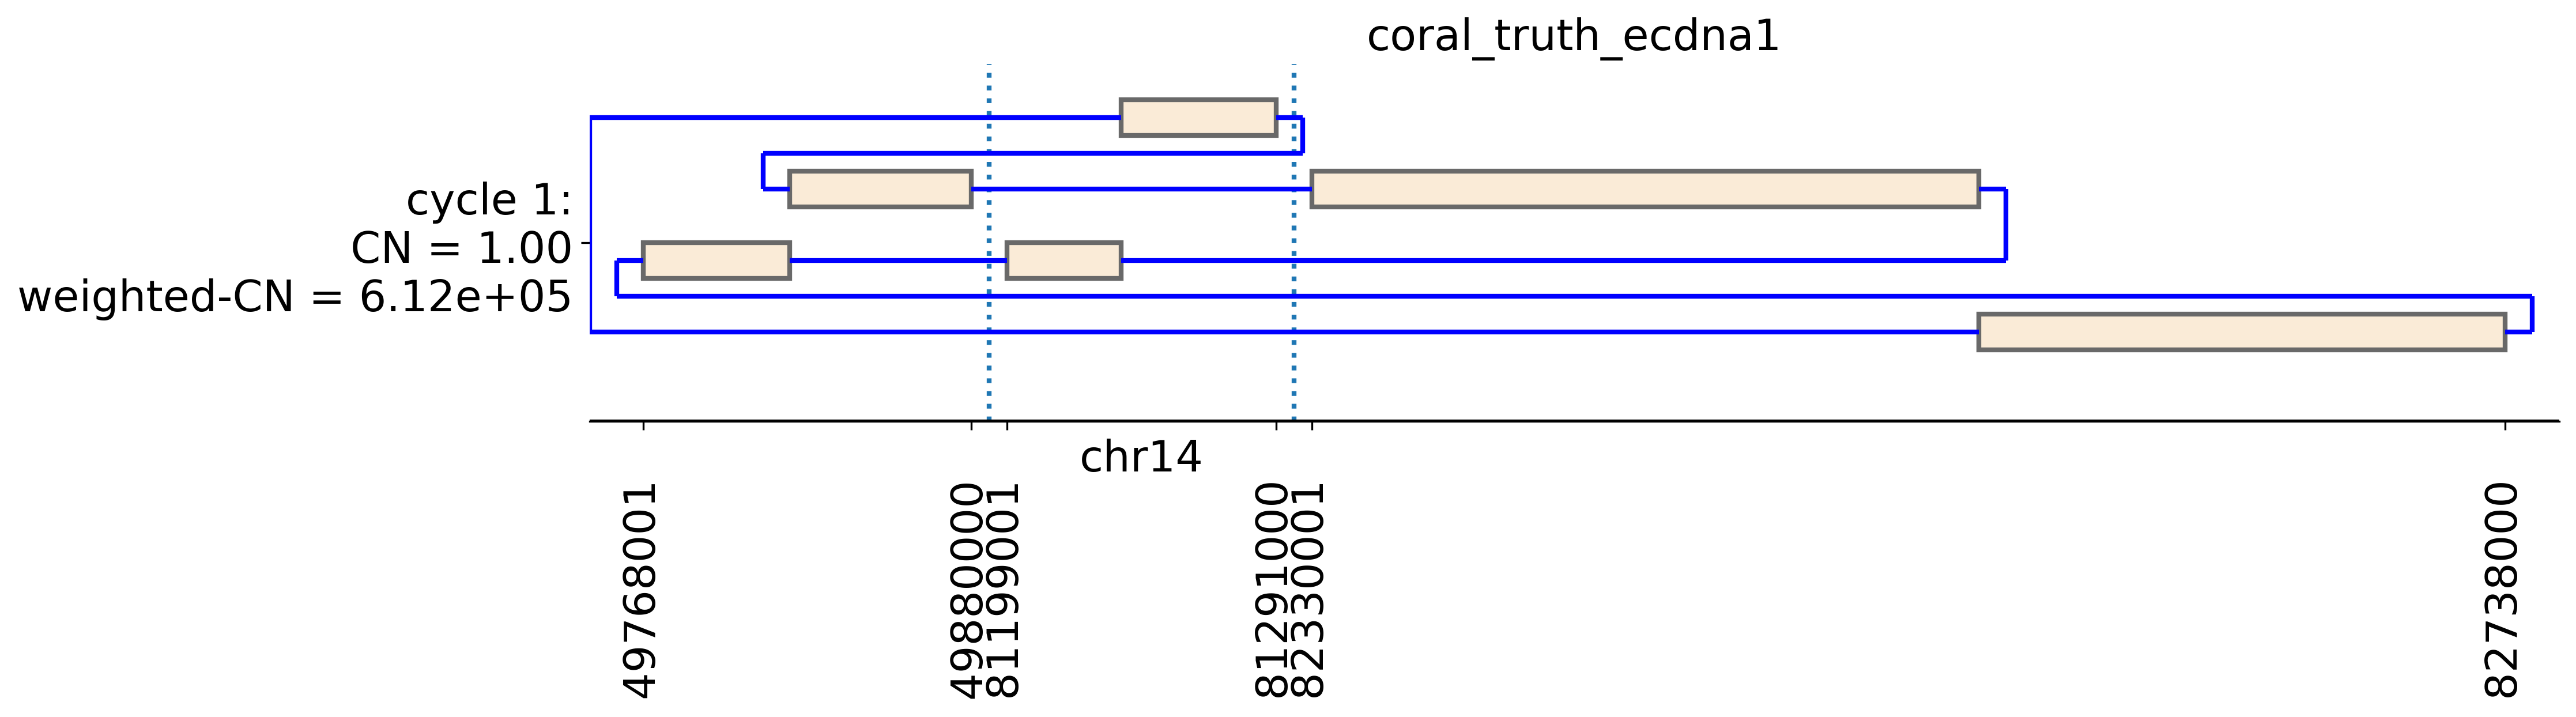 coral_truth_ecdna1
cycle 1:
CN = 1.00
weighted-CN = 6.12e+05
chr14
49768001
49880000
81199001
81291000
82330001
82738000